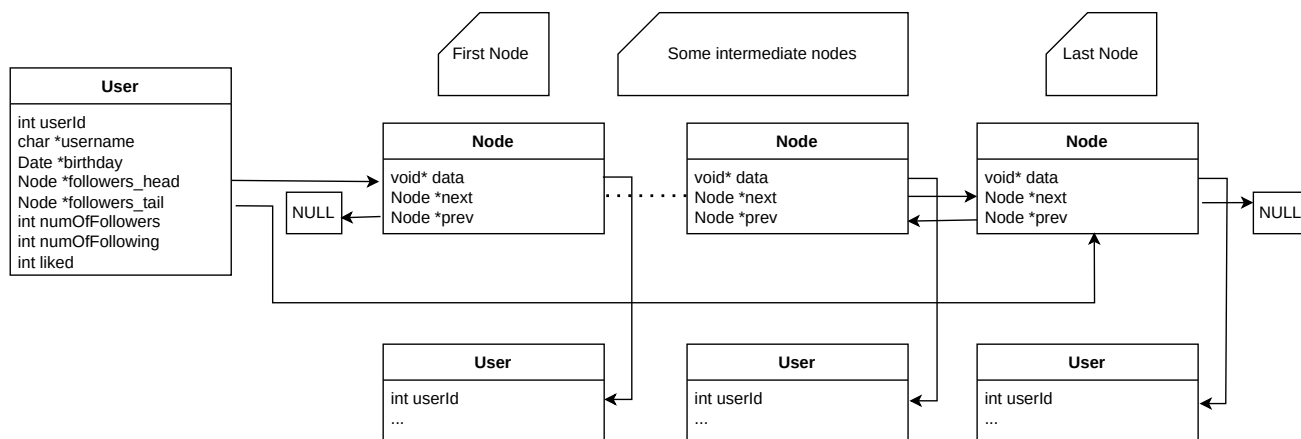 First Node
Some intermediate nodes
Last Node
User
int userId
char *username
Date *birthday
Node *followers_head
Node *followers_tail
int numOfFollowers
int numOfFollowing
int liked
NULL
Node
void* data
Node *next
Node *prev
Node
void* data
Node *next
Node *prev
Node
void* data
Node *next
Node *prev
NULL
User
int userId
...
User
int userId
...
User
int userId
...